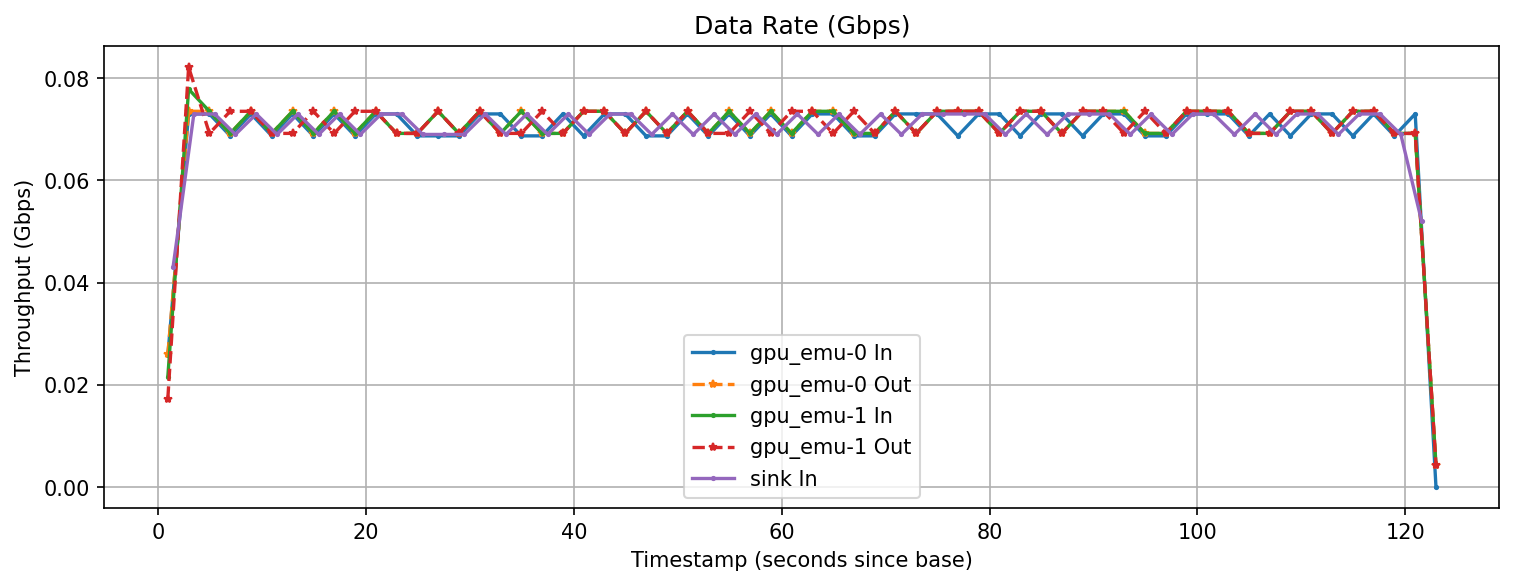 Data Rate (Gbps)
Throughput (Gbps)
0.08
0.06
0.04
0.02
0.00
gpu_emu-0 In
gpu_emu-0 Out
gpu_emu-1 In
gpu_emu-1 Out
sink In
0 20 40 60 80 100 120
Timestamp (seconds since base)